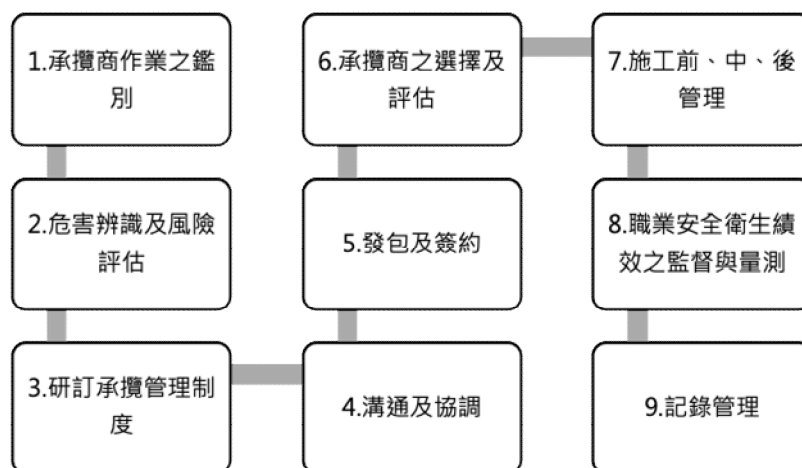 1.承攬商作業之鑑
別
2.危害辨識及風險
評估
3.研訂承攬管理制
度
4.溝通及協調
5.發包及簽約
6.承攬商之選擇及
評估
7.施工前、中、後
管理
8.職業安全衛生績
效之監督與量測
9.記錄管理